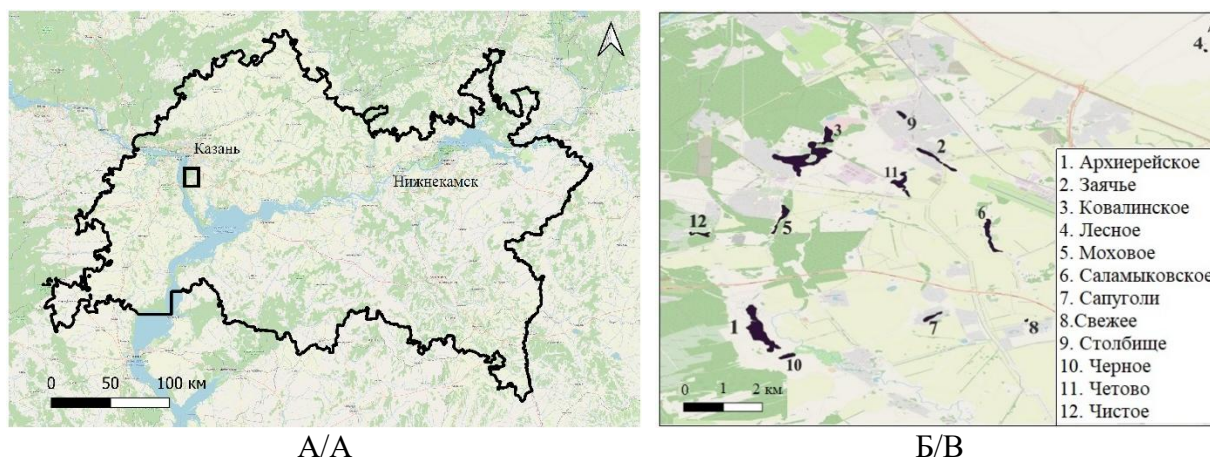 Казань
Нижнекамск
0 50 100 км
А/А
4
9
3
2
11
12
5
6
1
7
8
10
0 1 2 км
1. Архиерейское
2. Заячье
3. Ковалинское
4. Лесное
5. Моховое
6. Саламыковское
7. Сапуголи
8.Свежее
9. Столбище
10. Черное
11. Четово
12. Чистое
Б/В